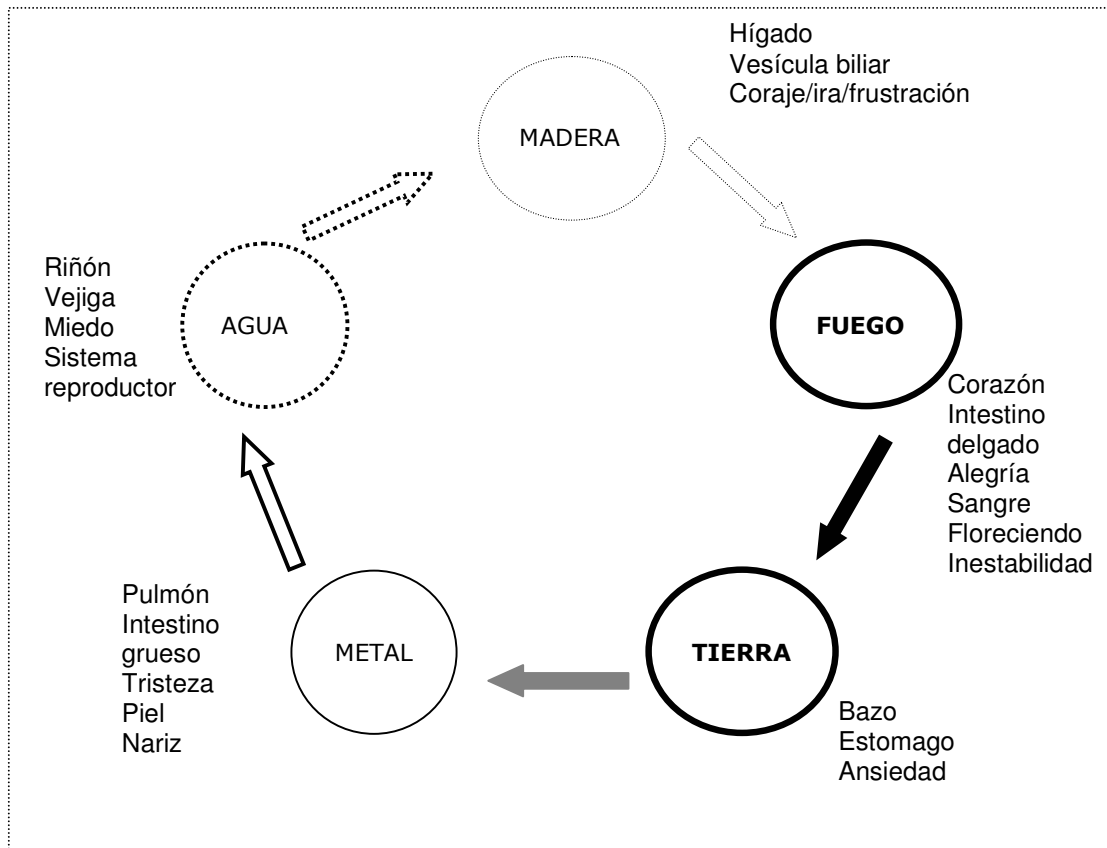 Hígado
Vesícula biliar
Coraje/ira/frustración
MADERA
FUEGO
Corazón
Intestino
delgado
Alegría
Sangre
Floreciendo
Inestabilidad
TIERRA
Bazo
Estomago
Ansiedad
METAL
Pulmón
Intestino
grueso
Tristeza
Piel
Nariz
AGUA
Riñón
Vejiga
Miedo
Sistema
reproductor